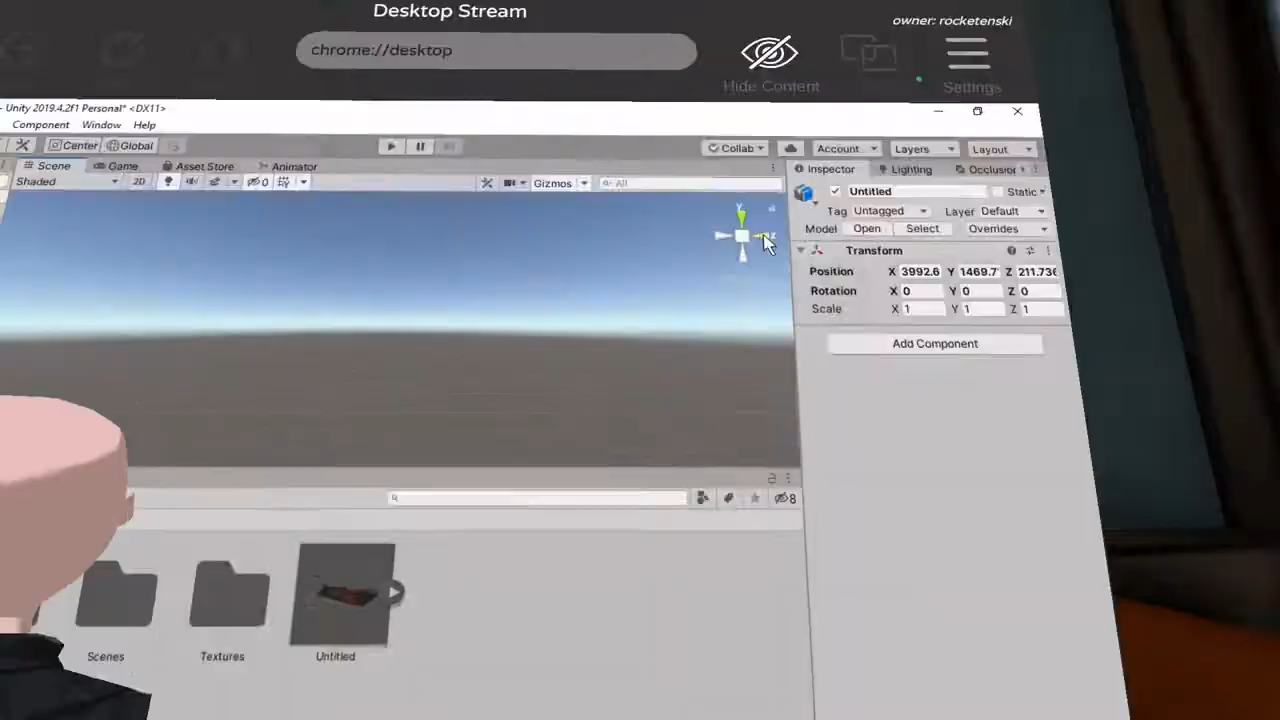 Desktop Stream
owner: rocketenski
chrome://desktop
Hide Content
Settings
- Unity 2019.4.2f1 Personal* <DX11>
Component Window Help
Center Global
Collab Account Layers Layout
Scene Game Asset Store Animator
Inspector Lighting Occlusion
Shaded 2D 0 Gizmos All
Untitled Static
Tag Untagged Layer Default
Model Open Select Overrides
y
z
Transform
Position X 3992.6 Y 1469.7 Z 211.736
Rotation X 0 Y 0 Z 0
Scale X 1 Y 1 Z 1
Add Component
8
Scenes Textures Untitled